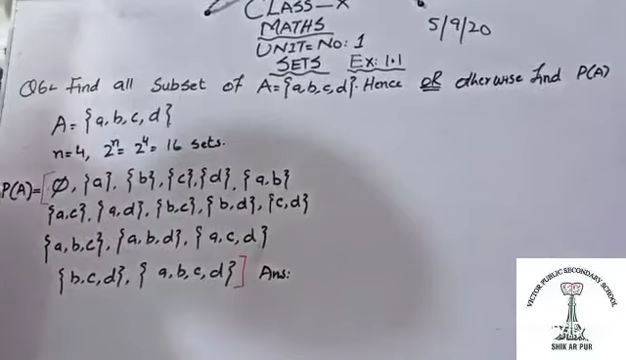 CLASS-X
MATHS
5/9/20
UNIT=No:1
SETS Ex:1.1
Q6= Find all Subset of A={a,b,c,d}. Hence or otherwise find P(A)
A={a,b,c,d}
n=4, 2ⁿ=2⁴=16 sets.
P(A)=[∅, {a}, {b}, {c}, {d}, {a,b}
{a,c}, {a,d}, {b,c}, {b,d}, {c,d}
{a,b,c}, {a,b,d}, {a,c,d}
{b,c,d}, {a,b,c,d}] Ans:
VICTOR PUBLIC SECONDARY SCHOOL
SHIKARPUR